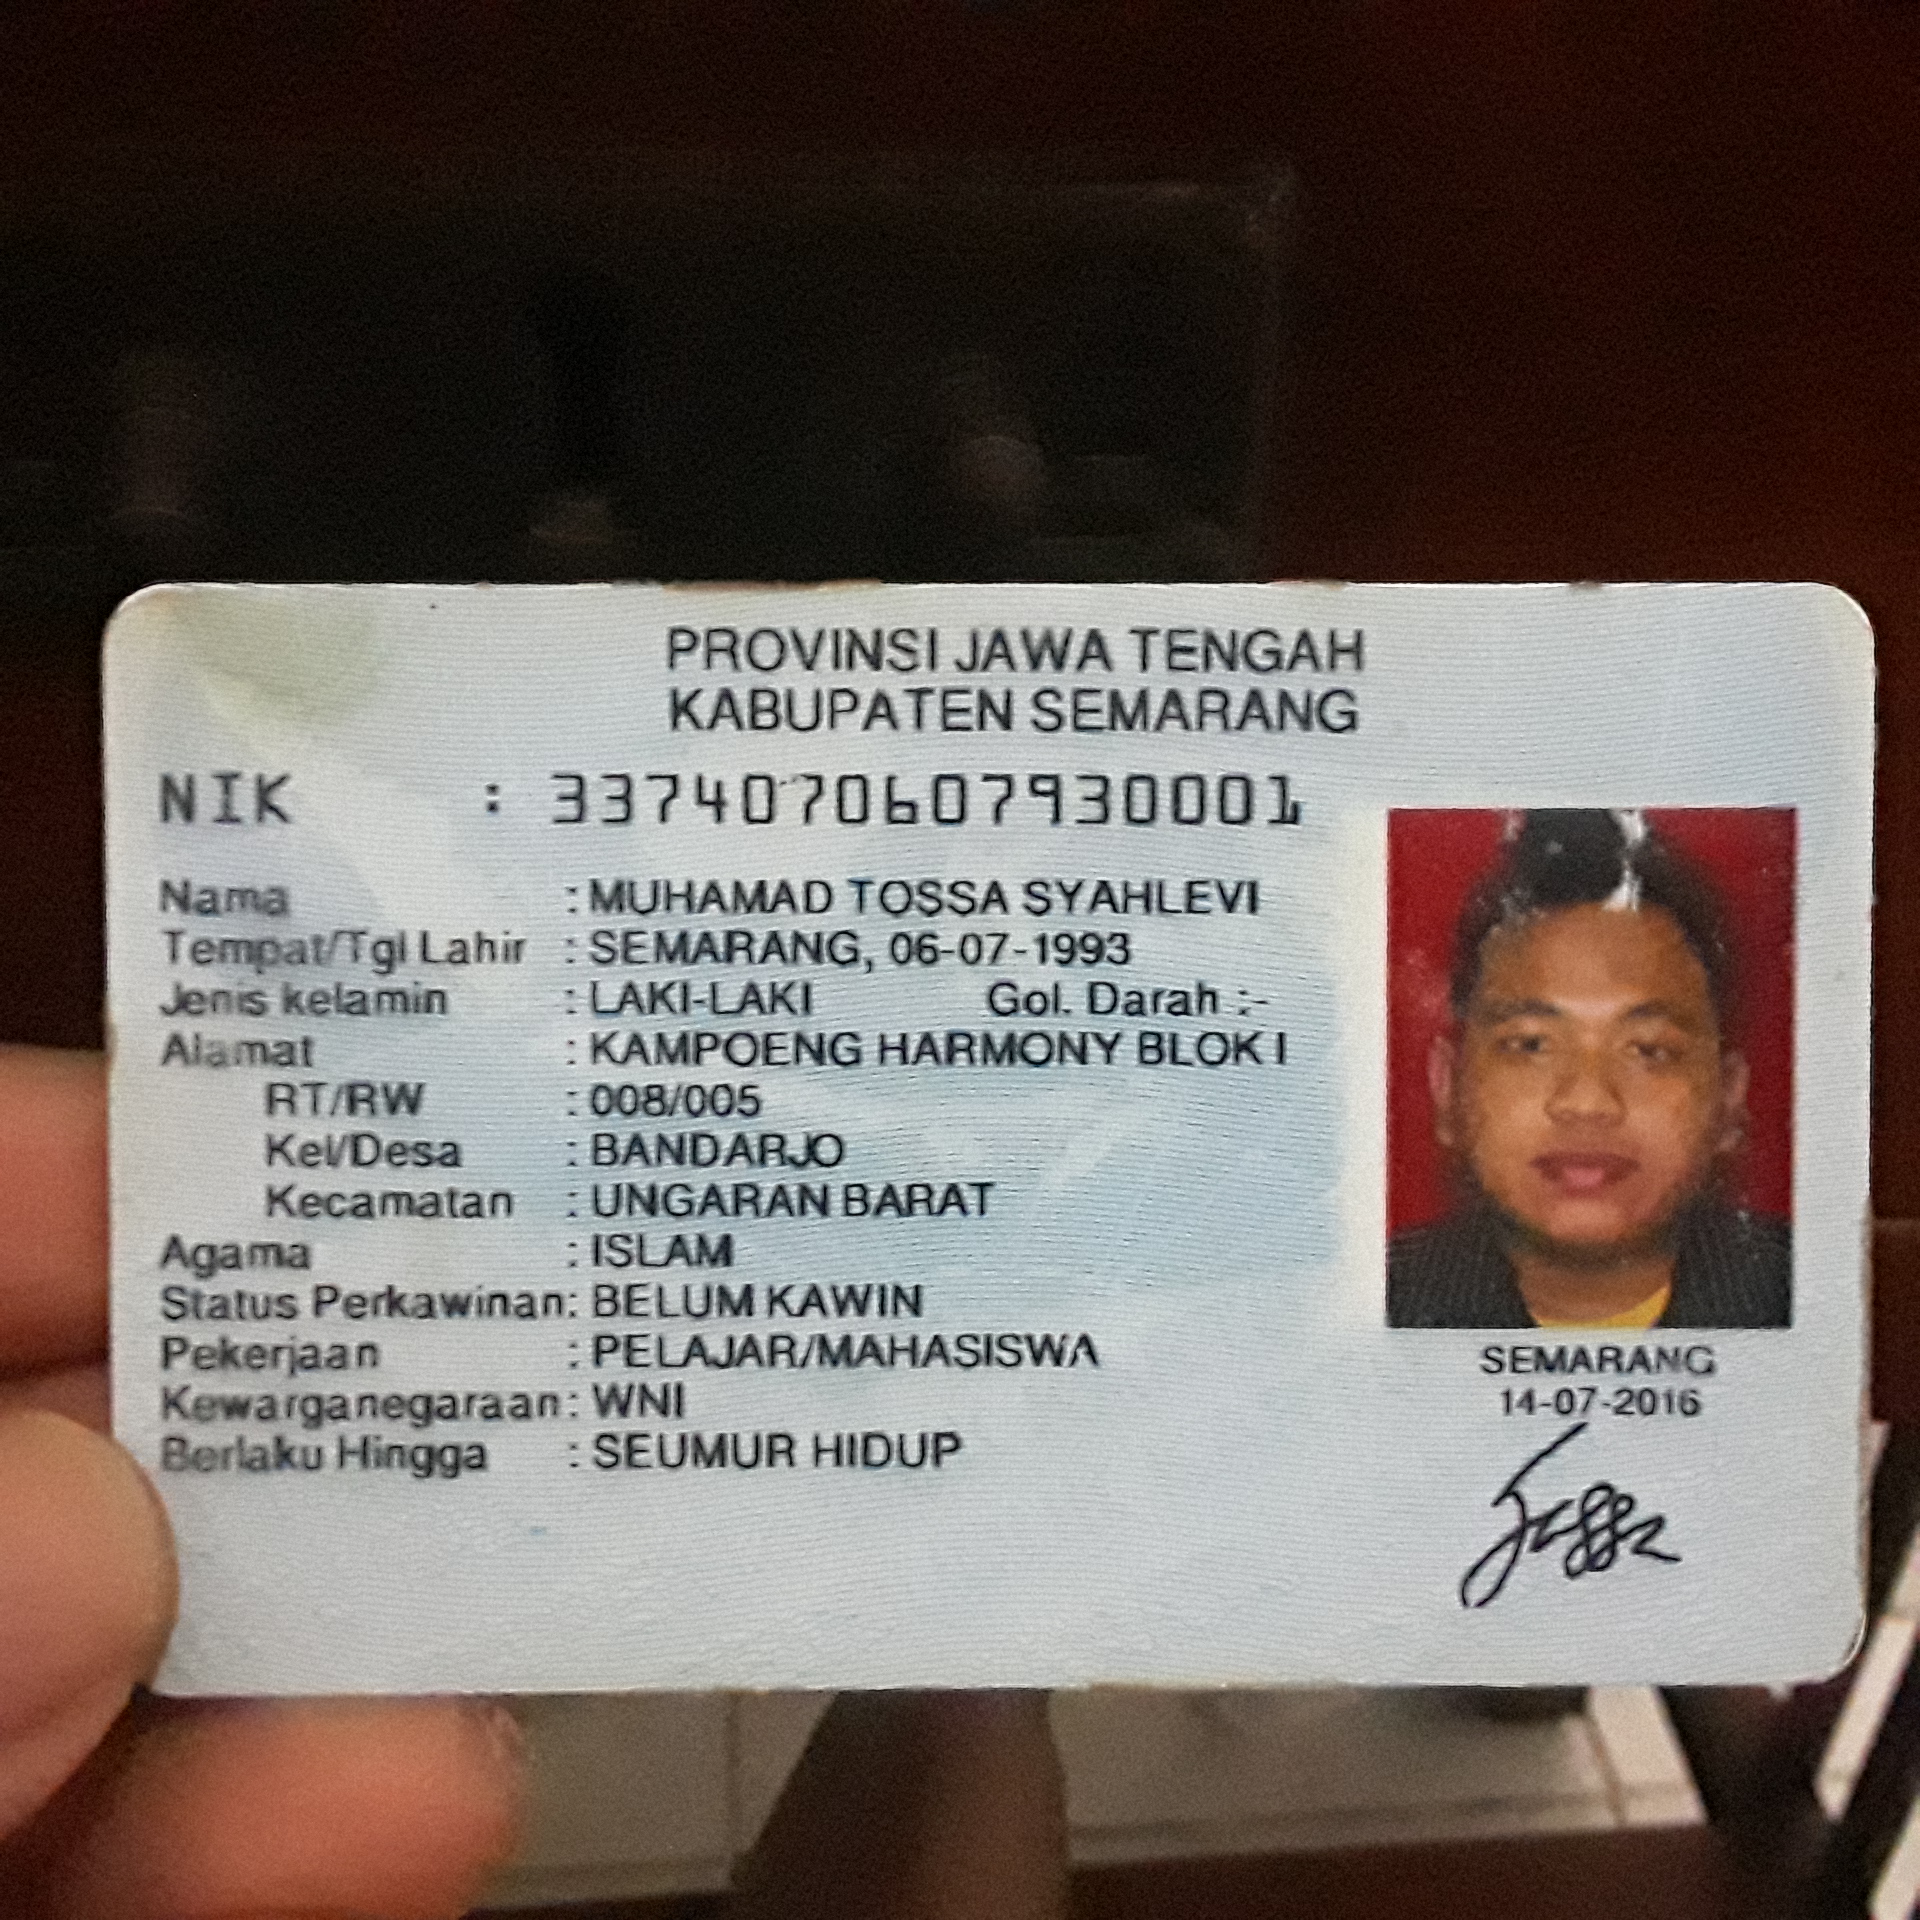 PROVINSI JAWA TENGAH
KABUPATEN SEMARANG
NIK : 3374070607930001
Nama : MUHAMAD TOSSA SYAHLEVI
Tempat/Tgl Lahir : SEMARANG, 06-07-1993
Jenis kelamin : LAKI-LAKI Gol. Darah :-
Alamat : KAMPOENG HARMONY BLOK I
RT/RW : 008/005
Kel/Desa : BANDARJO
Kecamatan : UNGARAN BARAT
Agama : ISLAM
Status Perkawinan: BELUM KAWIN
Pekerjaan : PELAJAR/MAHASISWA
Kewarganegaraan: WNI
Berlaku Hingga : SEUMUR HIDUP
SEMARANG
14-07-2016